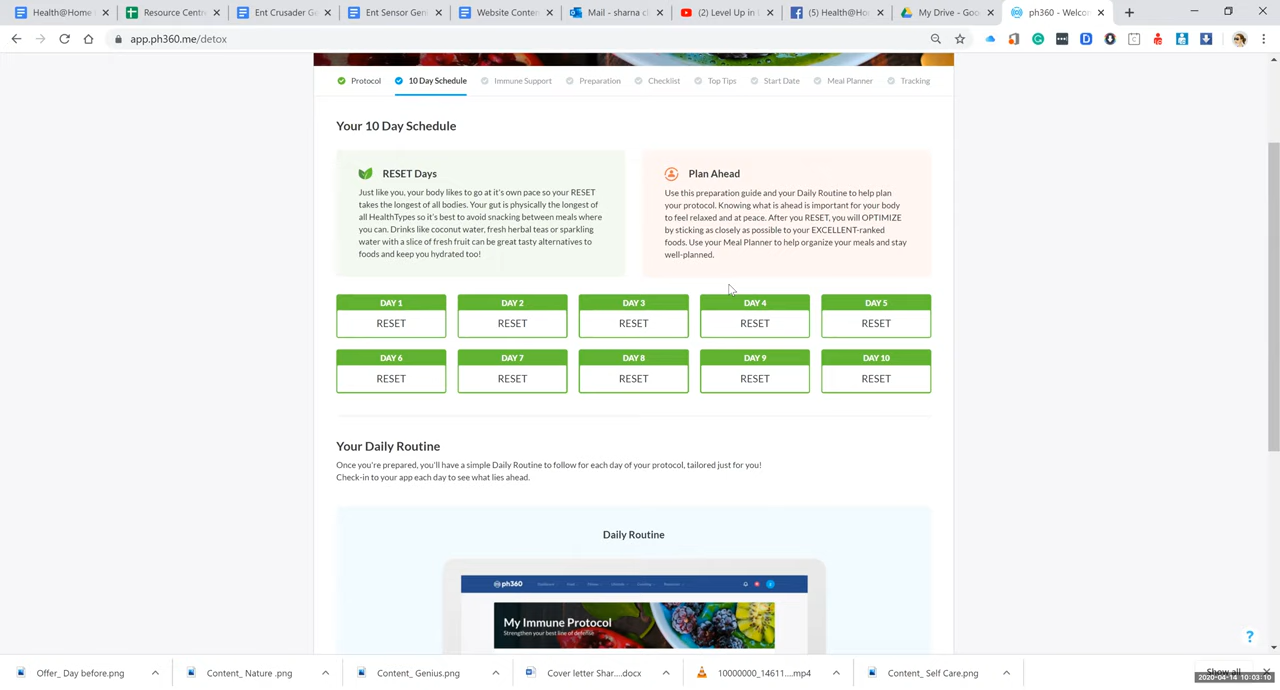 Health@Home
Resource Centre
Ent Crusader Ge
Ent Sensor Geni
Website Conten
Mail - sharna c
(2) Level Up in
(5) Health@Ho
My Drive - Goo
ph360 - Welcom
app.ph360.me/detox
Protocol
10 Day Schedule
Immune Support
Preparation
Checklist
Top Tips
Start Date
Meal Planner
Tracking
Your 10 Day Schedule
RESET Days
Just like you, your body likes to go at it's own pace so your RESET
takes the longest of all bodies. Your gut is physically the longest of
all HealthTypes so it's best to avoid snacking between meals where
you can. Drinks like coconut water, fresh herbal teas or sparkling
water with a slice of fresh fruit can be great tasty alternatives to
foods and keep you hydrated too!
Plan Ahead
Use this preparation guide and your Daily Routine to help plan
your protocol. Knowing what is ahead is important for your body
to feel relaxed and at peace. After you RESET, you will OPTIMIZE
by sticking as closely as possible to your EXCELLENT-ranked
foods. Use your Meal Planner to help organize your meals and stay
well-planned.
DAY 1
RESET
DAY 2
RESET
DAY 3
RESET
DAY 4
RESET
DAY 5
RESET
DAY 6
RESET
DAY 7
RESET
DAY 8
RESET
DAY 9
RESET
DAY 10
RESET
Your Daily Routine
Once you're prepared, you'll have a simple Daily Routine to follow for each day of your protocol, tailored just for you!
Check-in to your app each day to see what lies ahead.
Daily Routine
ph360
My Immune Protocol
Strengthen your best line of defense
?
Offer_ Day before.png
Content_ Nature .png
Content_ Genius.png
Cover letter Shar....docx
10000000_14611....mp4
Content_ Self Care.png
Show all
2020-04-14 10:03:10